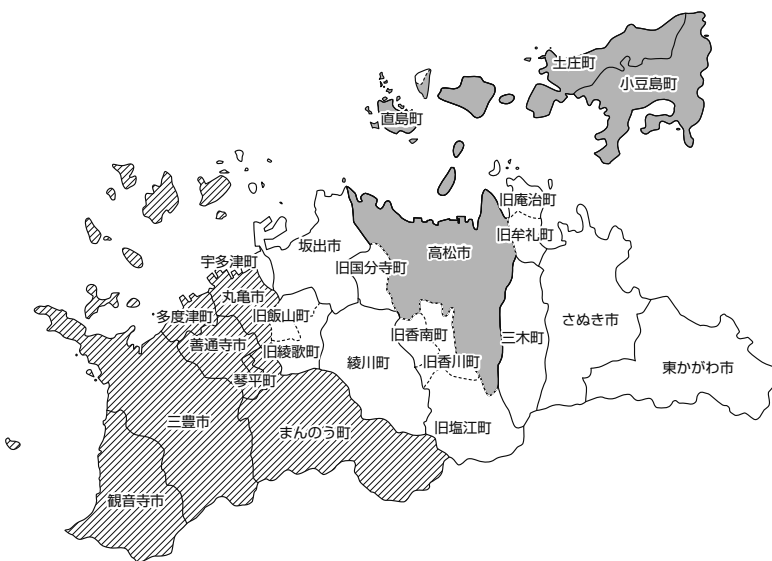 土庄町
小豆島町
直島町
旧庵治町
旧牟礼町
坂出市
高松市
宇多津町
旧国分寺町
丸亀市
多度津町
旧飯山町
さぬき市
旧香南町
三木町
善通寺市
旧綾歌町
綾川町
旧香川町
東かがわ市
琴平町
三豊市
まんのう町
旧塩江町
観音寺市